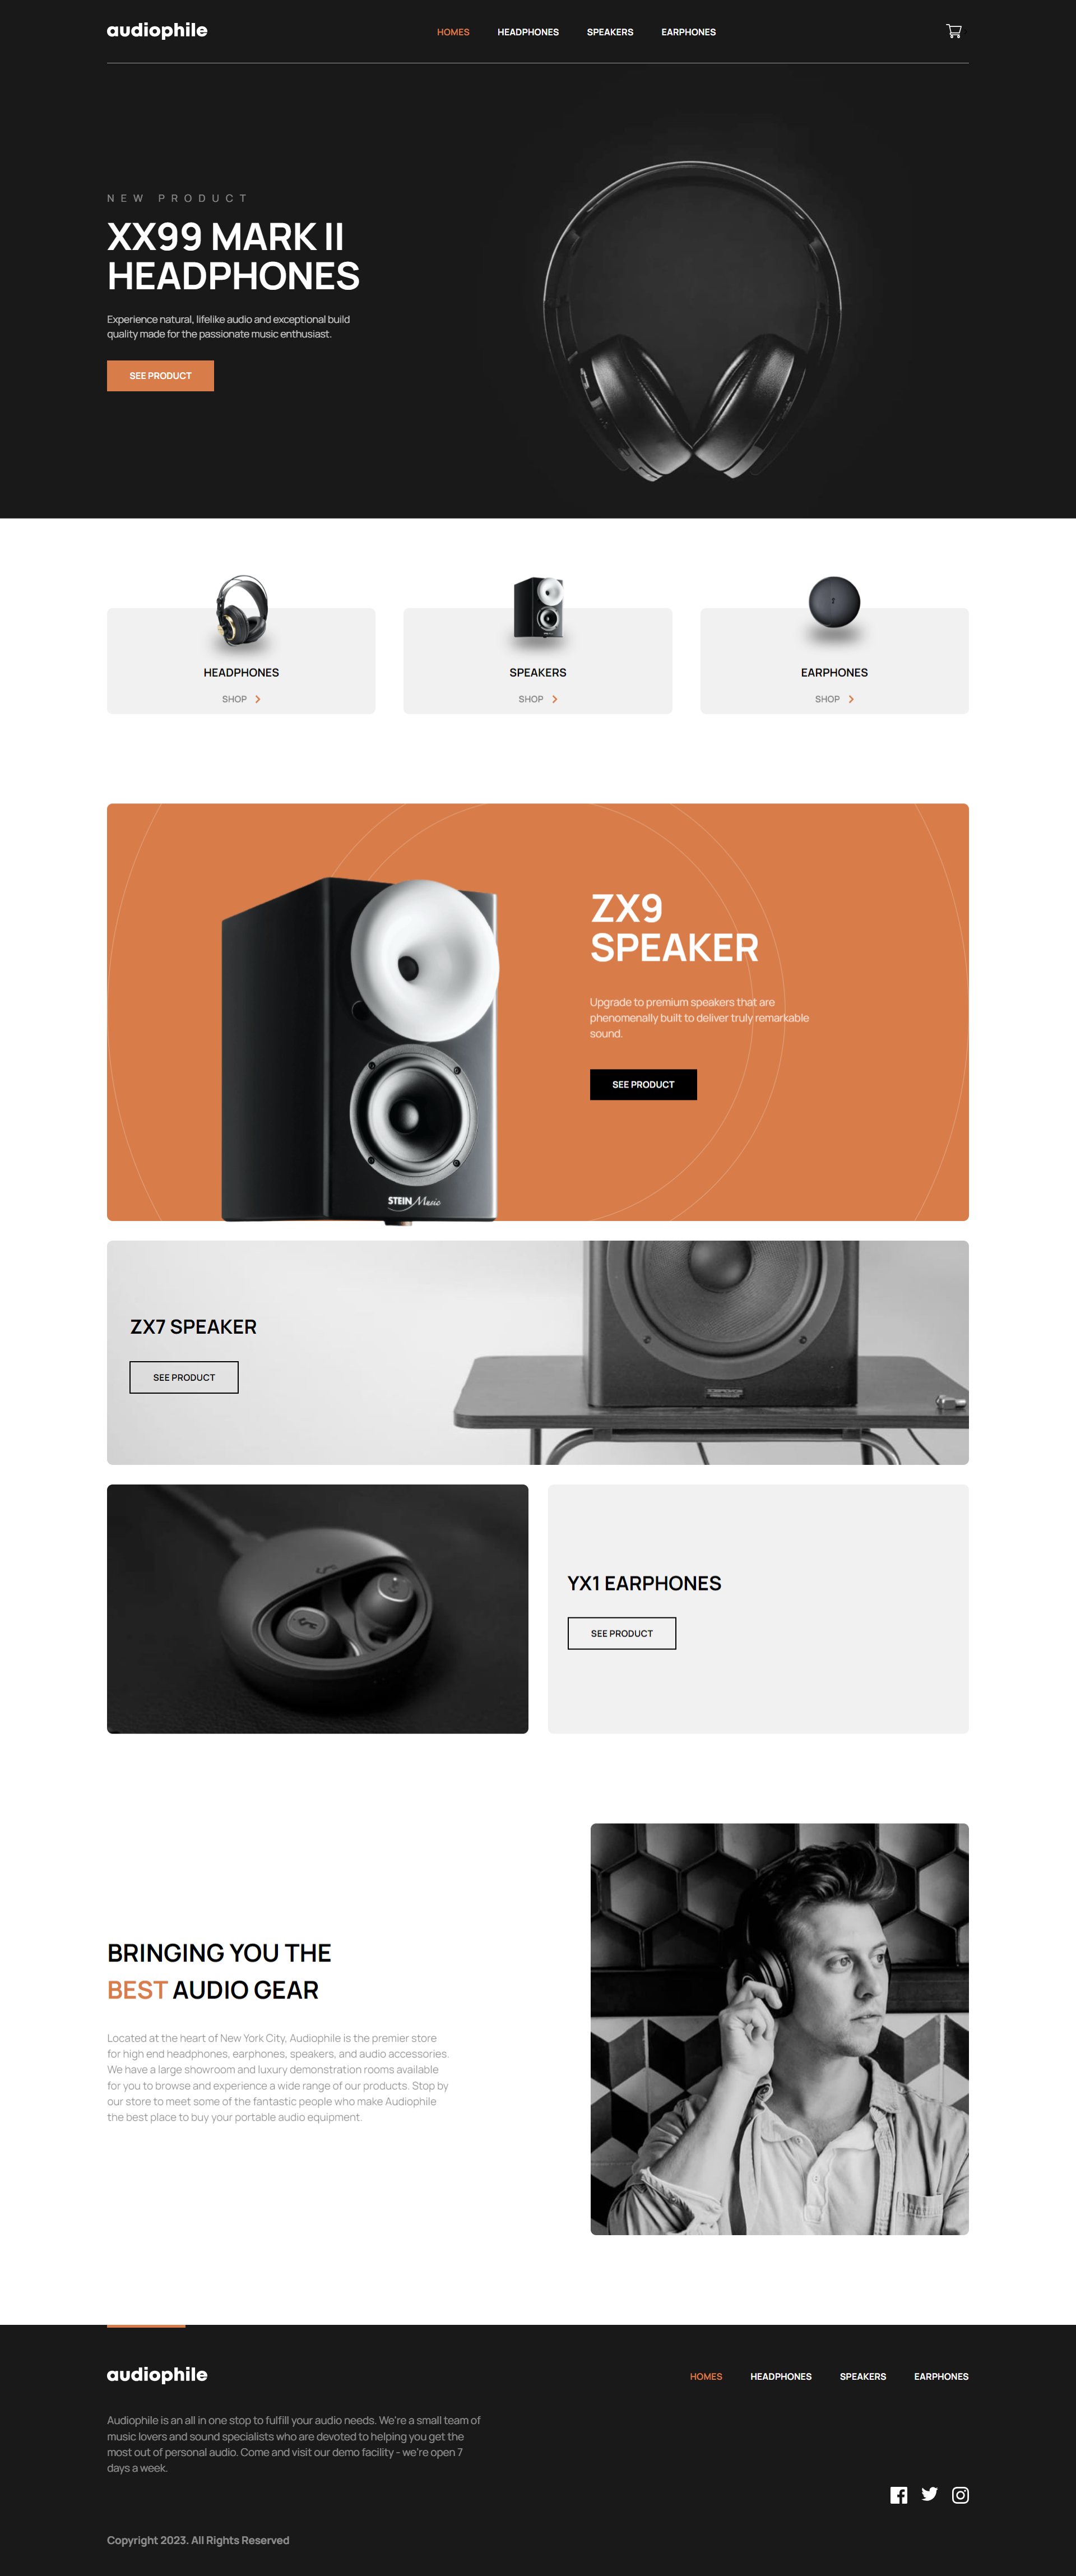 audiophile
HOMES HEADPHONES SPEAKERS EARPHONES
NEW PRODUCT
XX99 MARK II
HEADPHONES
Experience natural, lifelike audio and exceptional build
quality made for the passionate music enthusiast.
SEE PRODUCT
HEADPHONES
SHOP
SPEAKERS
SHOP
EARPHONES
SHOP
ZX9
SPEAKER
Upgrade to premium speakers that are
phenomenally built to deliver truly remarkable
sound.
SEE PRODUCT
STEIN Music
ZX7 SPEAKER
SEE PRODUCT
YX1 EARPHONES
SEE PRODUCT
BRINGING YOU THE
BEST AUDIO GEAR
Located at the heart of New York City, Audiophile is the premier store
for high end headphones, earphones, speakers, and audio accessories.
We have a large showroom and luxury demonstration rooms available
for you to browse and experience a wide range of our products. Stop by
our store to meet some of the fantastic people who make Audiophile
the best place to buy your portable audio equipment.
audiophile
HOMES HEADPHONES SPEAKERS EARPHONES
Audiophile is an all in one stop to fulfill your audio needs. We're a small team of
music lovers and sound specialists who are devoted to helping you get the
most out of personal audio. Come and visit our demo facility - we're open 7
days a week.
Copyright 2023. All Rights Reserved